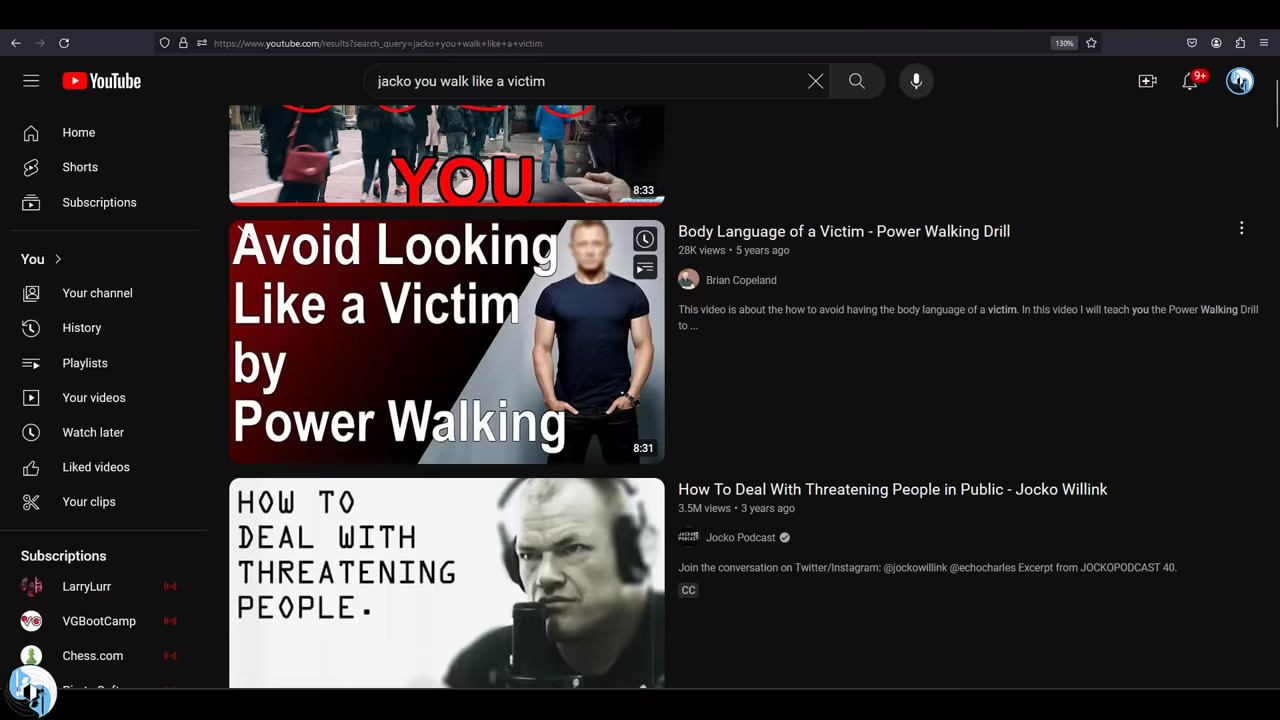 https://www.youtube.com/results?search_query=jacko+you+walk+like+a+victim
130%
YouTube
jacko you walk like a victim
9+
Home
Shorts
Subscriptions
You
Your channel
History
Playlists
Your videos
Watch later
Liked videos
Your clips
Subscriptions
LarryLurr
VGBootCamp
Chess.com
YOU
8:33
Avoid Looking
Like a Victim
by
Power Walking
8:31
Body Language of a Victim - Power Walking Drill
28K views • 5 years ago
Brian Copeland
This video is about the how to avoid having the body language of a victim. In this video I will teach you the Power Walking Drill
to ...
HOW TO
DEAL WITH
THREATENING
PEOPLE.
How To Deal With Threatening People in Public - Jocko Willink
3.5M views • 3 years ago
Jocko Podcast
Join the conversation on Twitter/Instagram: @jockowillink @echocharles Excerpt from JOCKOPODCAST 40.
CC